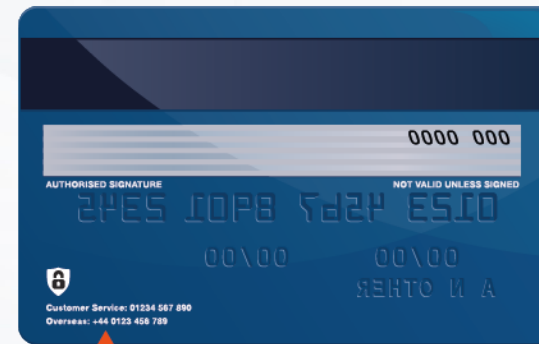 0000 000
AUTHORISED SIGNATURE NOT VALID UNLESS SIGNED
0123 4567 8901 2345
00/00 00/00
A N OTHER
Customer Service: 01234 567 890
Overseas: +44 0123 456 789